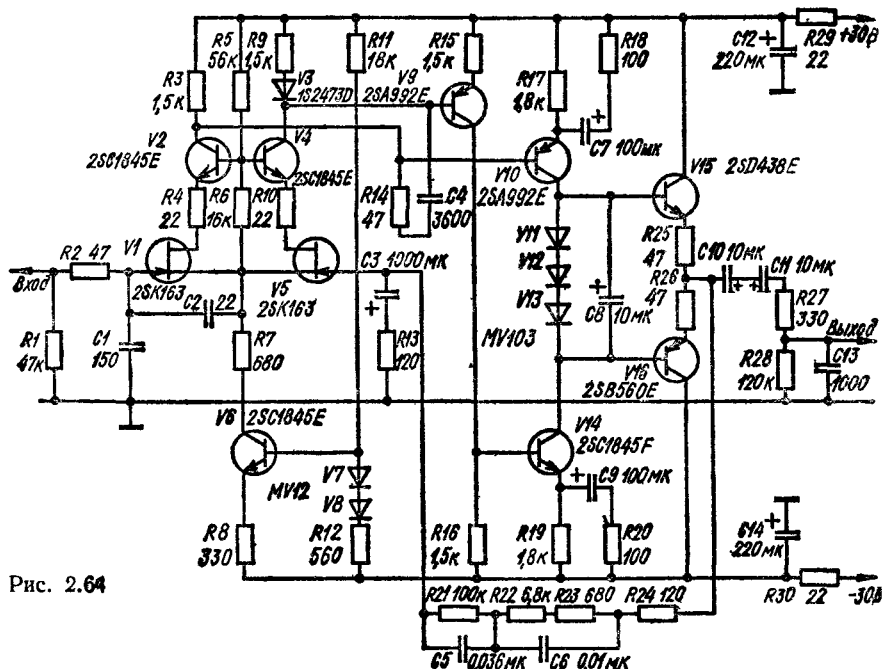 R5
56к
R9
1,5к
R11
18к
R15
1,5к
R18
100
C12
220мк
R29
22
+30В
R3
1,5к
V3
1S2473D
V9
2SA992E
R17
1,8к
C7 100мк
V2
2SC1845E
V4
2SC1845E
V10
2SA992E
V15
2SD438E
R4
22
R6
16к
R10
22
R14
47
C4
3600
V11
V12
V13
MV103
C8
10мк
R25
47
R26
47
C10 10мк
C11 10мк
R2 47
V1
2SK163
V5
2SK163
C3 1000мк
Вход
R27
330
Выход
R1
47к
C1
150
C2
22
R7
680
R13
120
V16
2SB560E
R28
120к
C13
1000
V6
2SC1845E
V14
2SC1845F
V7
MV12
V8
C9 100мк
R8
330
R12
560
R16
1,5к
R19
1,8к
R20
100
C14
220мк
Рис. 2.64
R21 100к
R22 6,8к
R23 680
R24 120
R30
22
-30В
C5
0,036мк
C6
0,01мк